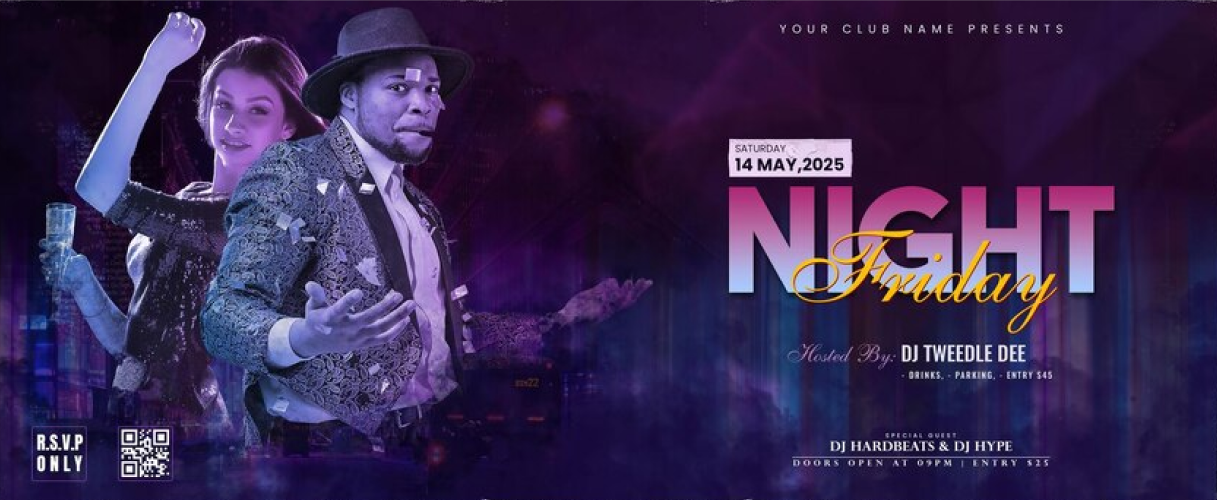 YOUR CLUB NAME PRESENTS
SATURDAY
14 MAY,2025
NIGHT
Friday
Hosted By: DJ TWEEDLE DEE
- DRINKS, - PARKING, - ENTRY $45
SPECIAL GUEST
DJ HARDBEATS & DJ HYPE
DOORS OPEN AT 09PM | ENTRY $25
R.S.V.P
ONLY